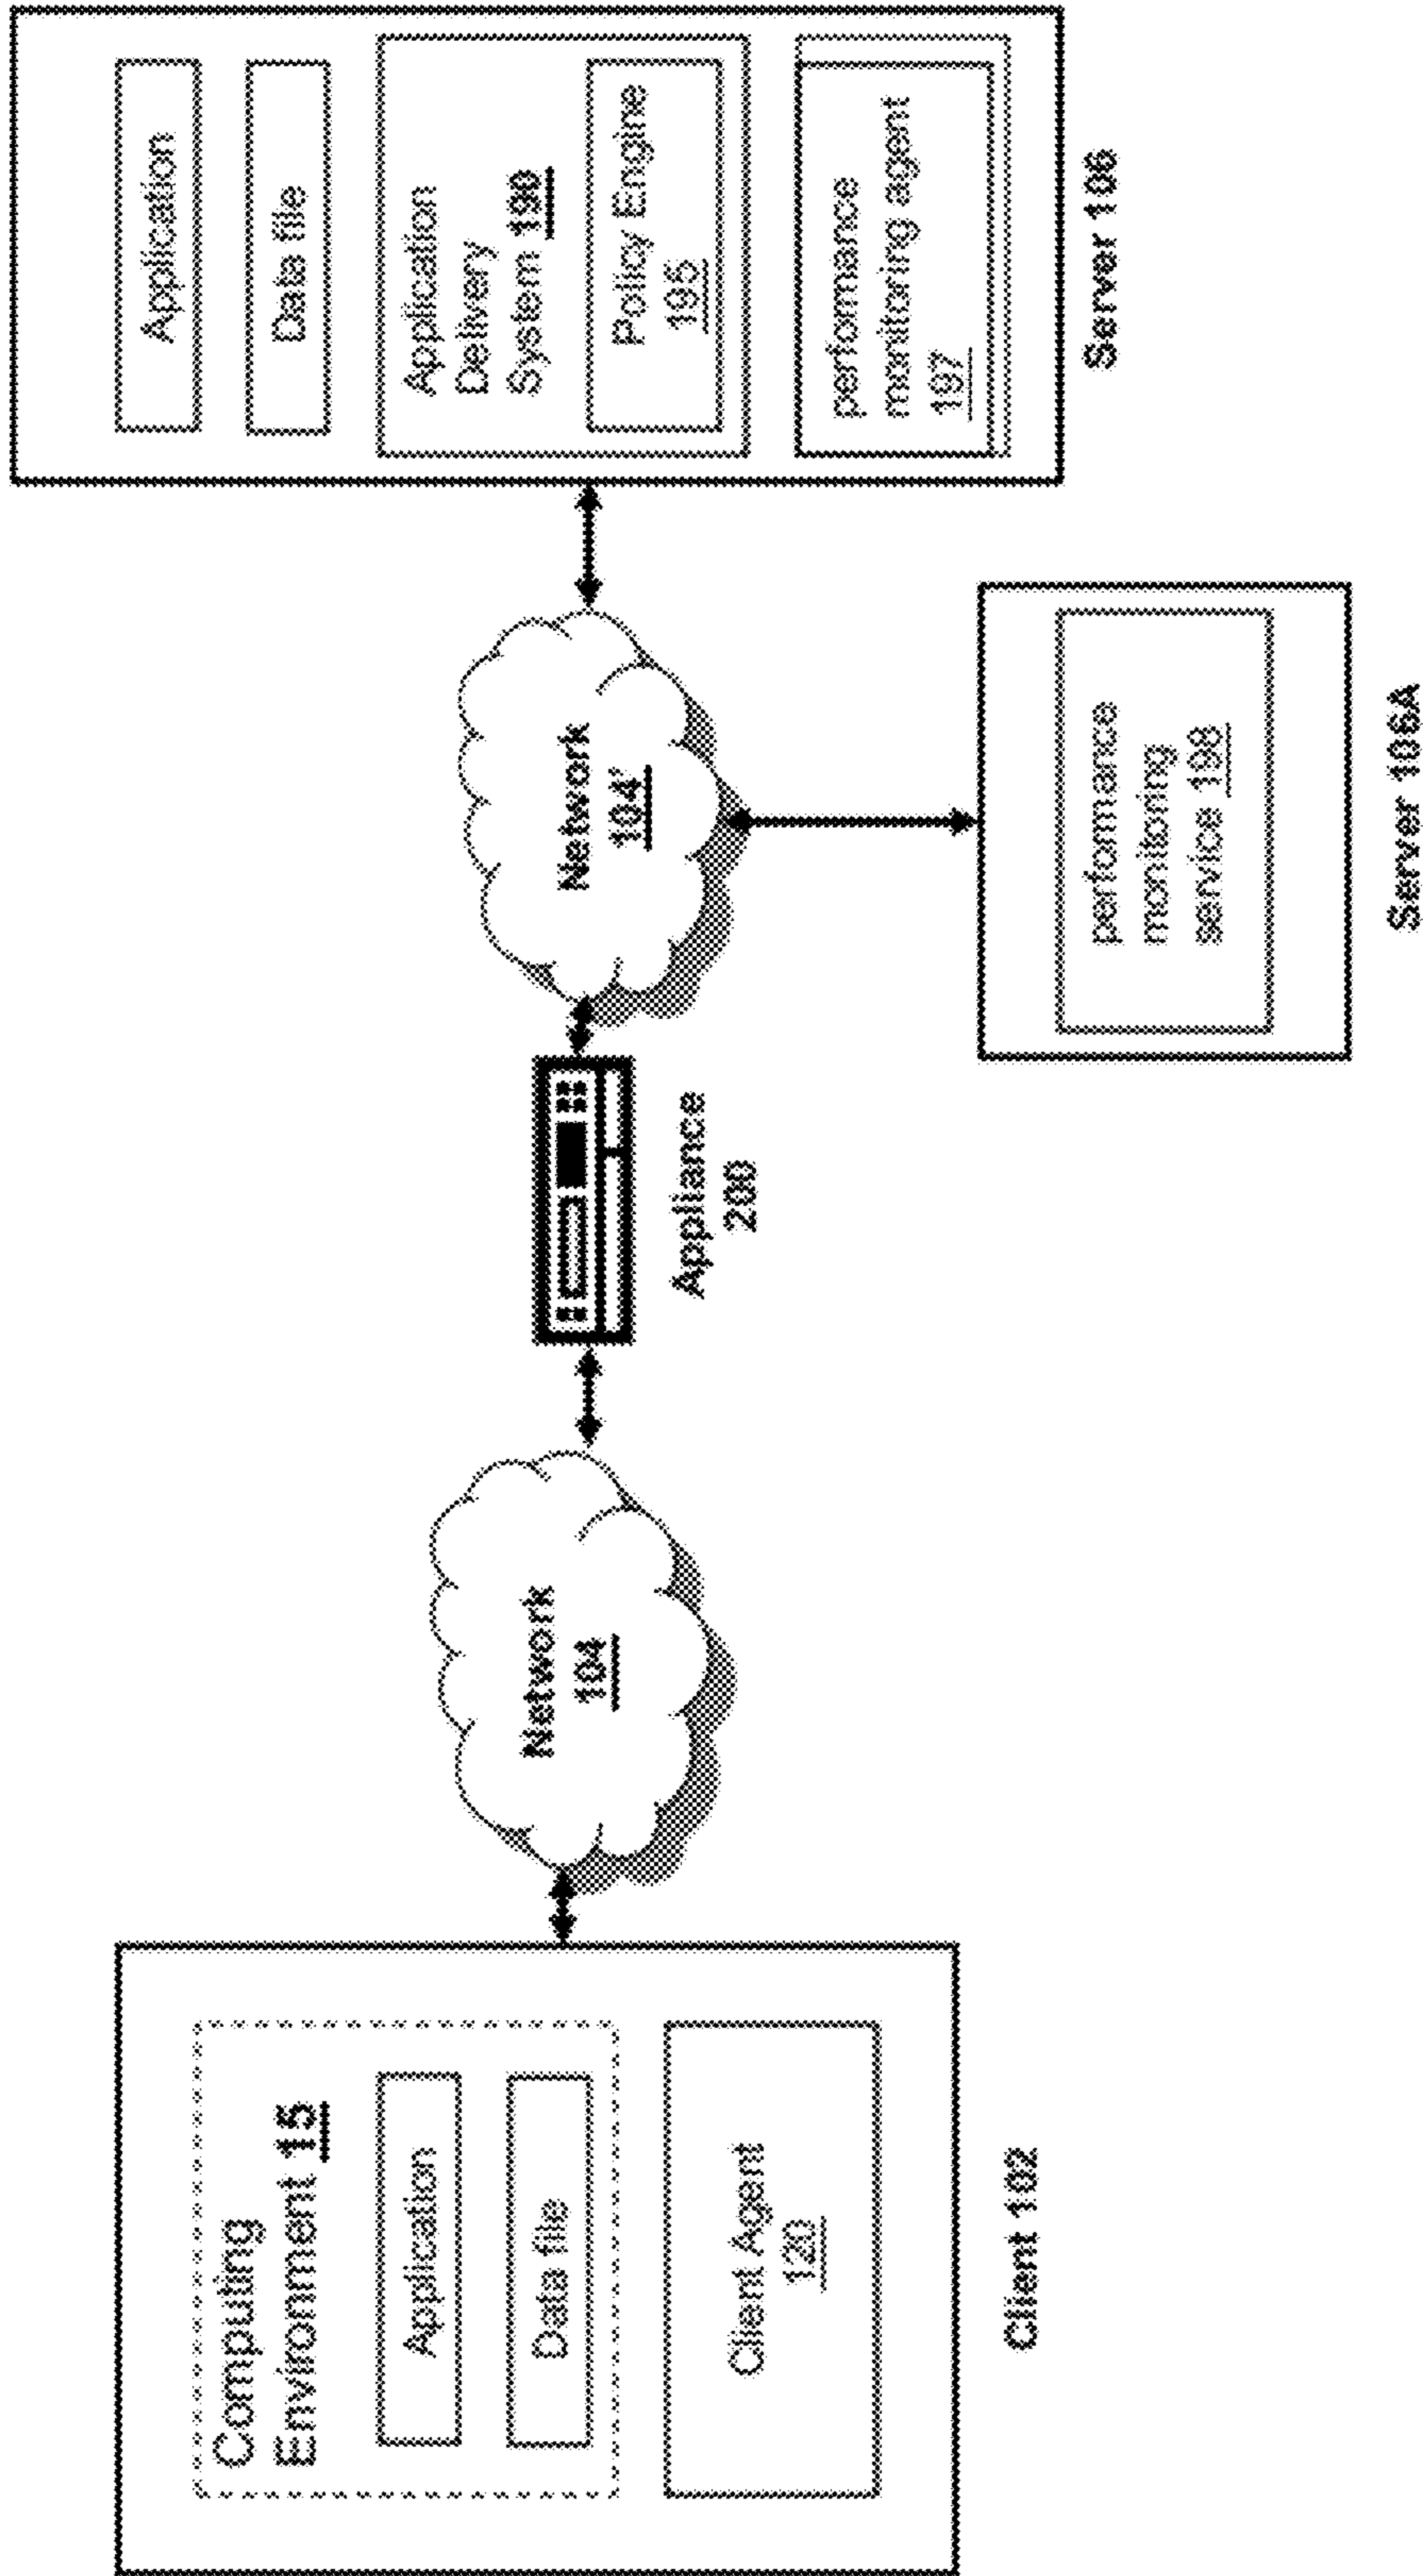 Computing
Environment 15
Application
Data file
Client Agent
120
Client 102
Network
104
Appliance
200
Network
104'
Application
Data file
Application
Delivery
System 190
Policy Engine
195
performance
monitoring agent
197
Server 106
performance
monitoring
service 198
Server 106A